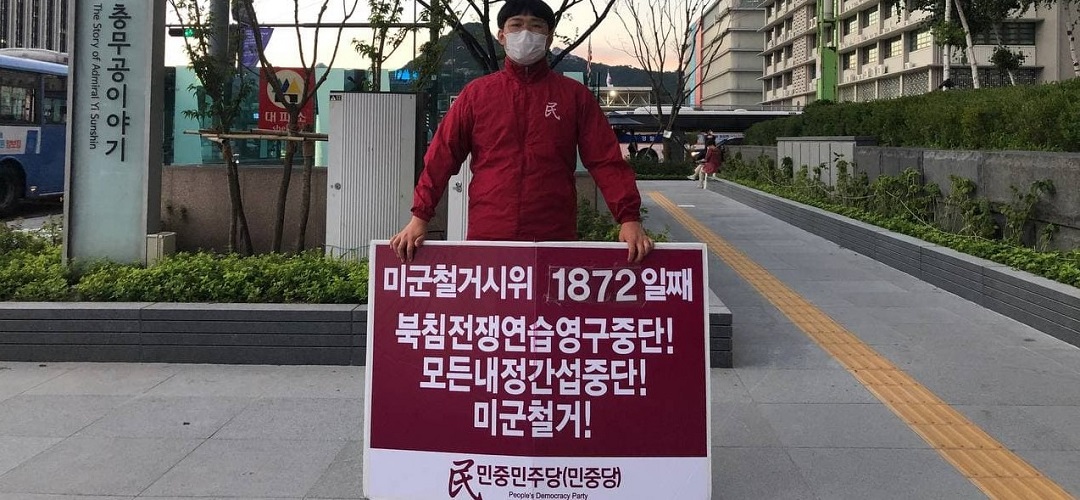 충무공이야기
The Story of Admiral Yi Sunshin
대피소
民
미군철거시위 1872일째
북침전쟁연습영구중단!
모든내정간섭중단!
미군철거!
民 민중민주당(민중당)
People's Democracy Party